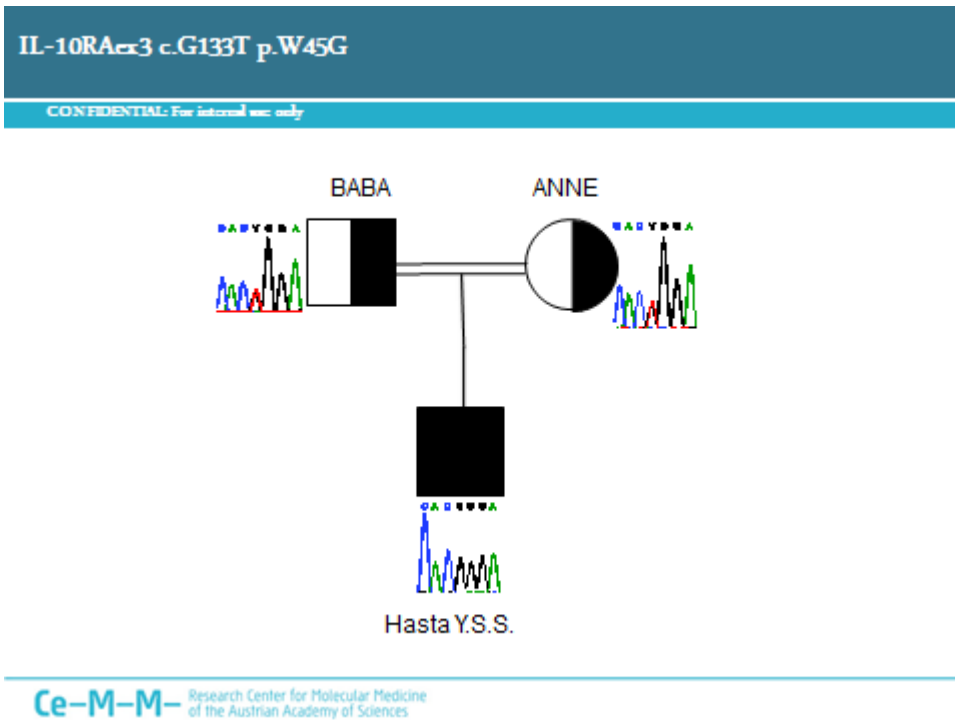 IL-10RAex3 c.G133T p.W45G
CONFIDENTIAL: For internal use only
BABA ANNE
Hasta Y.S.S.
Ce-M-M- Research Center for Molecular Medicine
of the Austrian Academy of Sciences